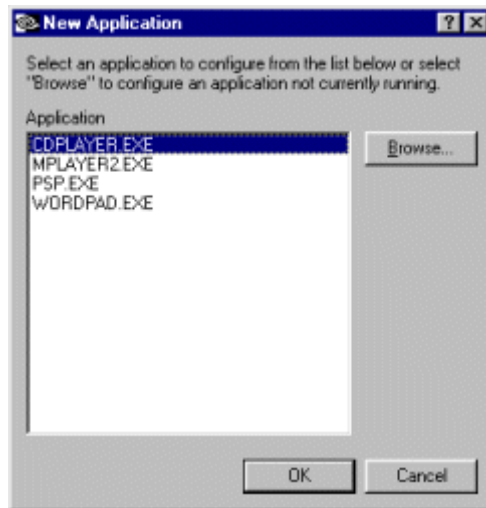 New Application
Select an application to configure from the list
below or select
"Browse" to configure an application not currently
running.
Application
CDPLAYER.EXE
Browse...
MPLAYER2.EXE
PSP.EXE
WORDPAD.EXE
OK
Cancel